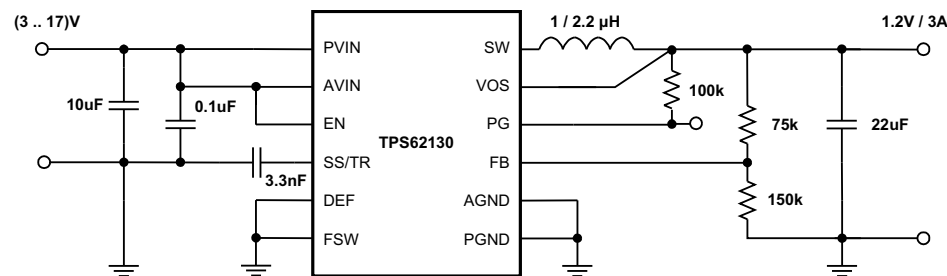 (3 .. 17)V
1 / 2.2 µH
1.2V / 3A
PVIN
SW
AVIN
VOS
10uF
0.1uF
100k
EN
PG
TPS62130
75k
22uF
SS/TR
FB
3.3nF
DEF
AGND
150k
FSW
PGND